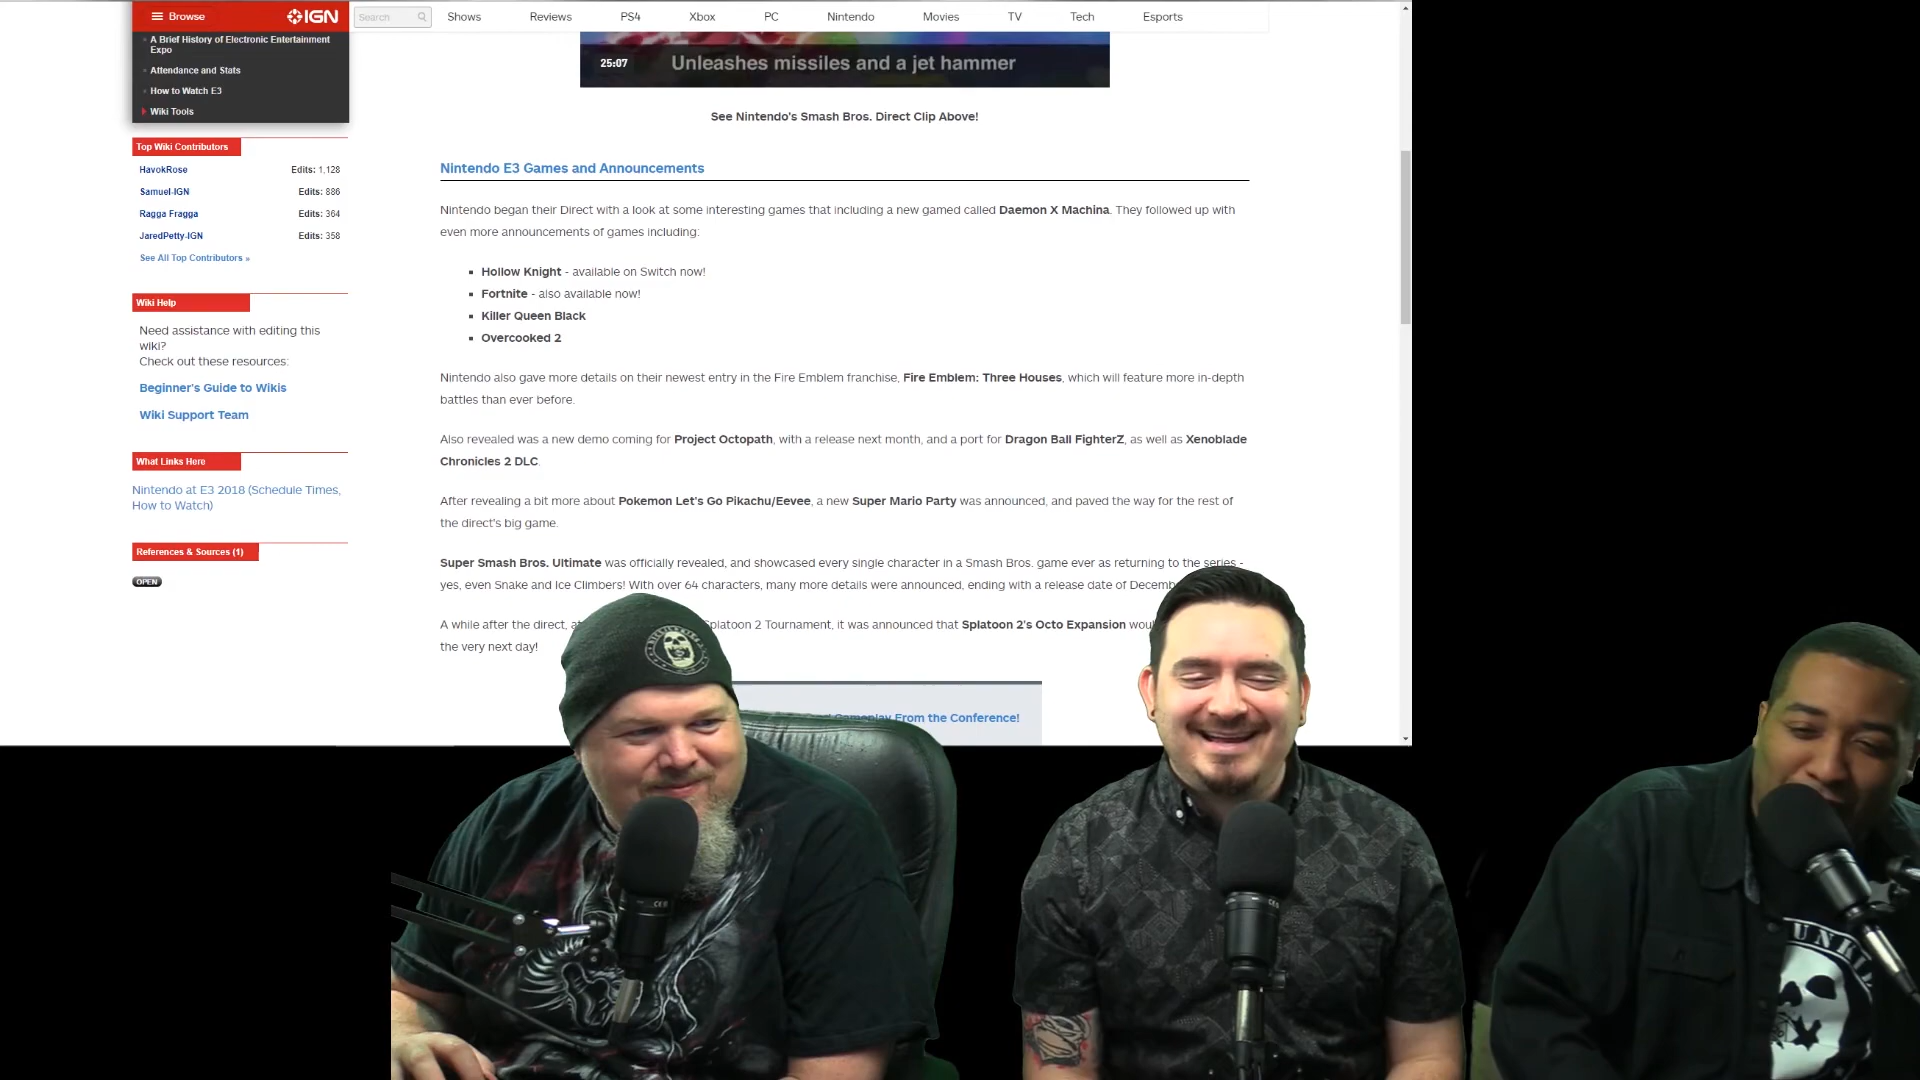 Browse
IGN
Search
Shows
Reviews
PS4
Xbox
PC
Nintendo
Movies
TV
Tech
Esports
A Brief History of Electronic Entertainment
Expo
Attendance and Stats
How to Watch E3
Wiki Tools
Top Wiki Contributors
HavokRose Edits: 1,128
Samuel-IGN Edits: 886
Ragga Fragga Edits: 364
JaredPetty-IGN Edits: 358
See All Top Contributors »
Wiki Help
Need assistance with editing this
wiki?
Check out these resources:
Beginner's Guide to Wikis
Wiki Support Team
What Links Here
Nintendo at E3 2018 (Schedule Times,
How to Watch)
References & Sources (1)
OPEN
25:07 Unleashes missiles and a jet hammer
See Nintendo's Smash Bros. Direct Clip Above!
Nintendo E3 Games and Announcements
Nintendo began their Direct with a look at some interesting games that including a new gamed called Daemon X Machina. They followed up with
even more announcements of games including:
Hollow Knight - available on Switch now!
Fortnite - also available now!
Killer Queen Black
Overcooked 2
Nintendo also gave more details on their newest entry in the Fire Emblem franchise, Fire Emblem: Three Houses, which will feature more in-depth
battles than ever before.
Also revealed was a new demo coming for Project Octopath, with a release next month, and a port for Dragon Ball FighterZ, as well as Xenoblade
Chronicles 2 DLC.
After revealing a bit more about Pokemon Let's Go Pikachu/Eevee, a new Super Mario Party was announced, and paved the way for the rest of
the direct's big game.
Super Smash Bros. Ultimate was officially revealed, and showcased every single character in a Smash Bros. game ever as returning to the series -
yes, even Snake and Ice Climbers! With over 64 characters, many more details were announced, ending with a release date of
A while after the direct, Splatoon 2 Tournament, it was announced that Splatoon 2's Octo Expansion
the very next day!
Gameplay From the Conference!